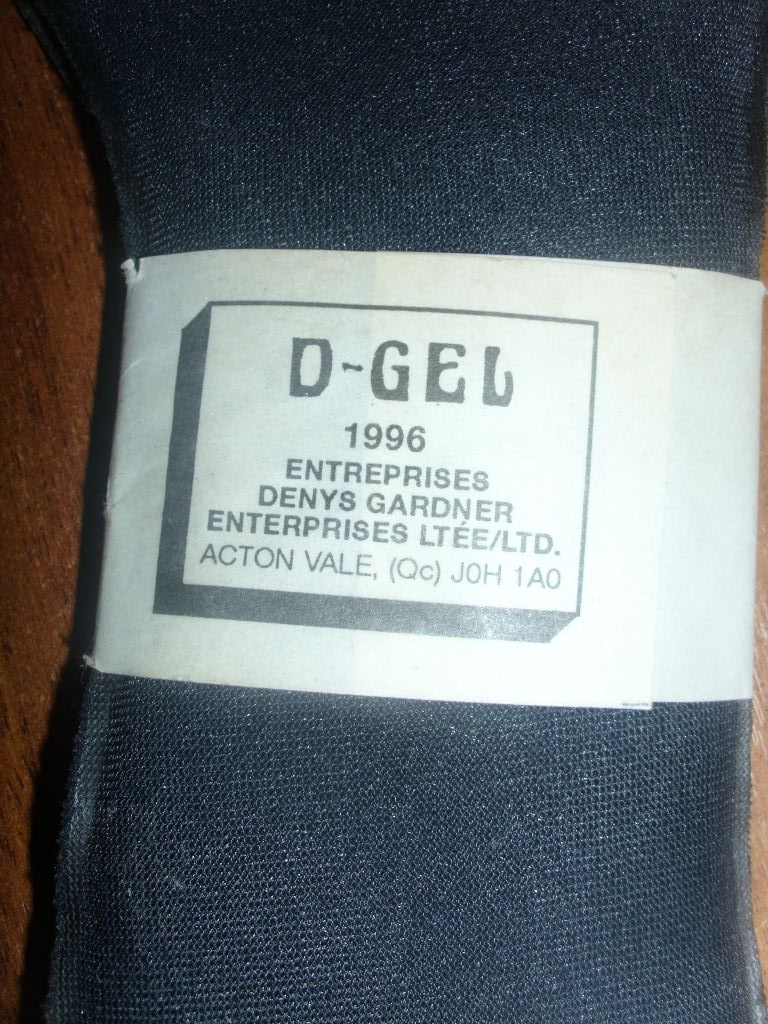 D-GEL
1996
ENTREPRISES
DENYS GARDNER
ENTERPRISES LTÉE/LTD.
ACTON VALE, (Qc) J0H 1A0